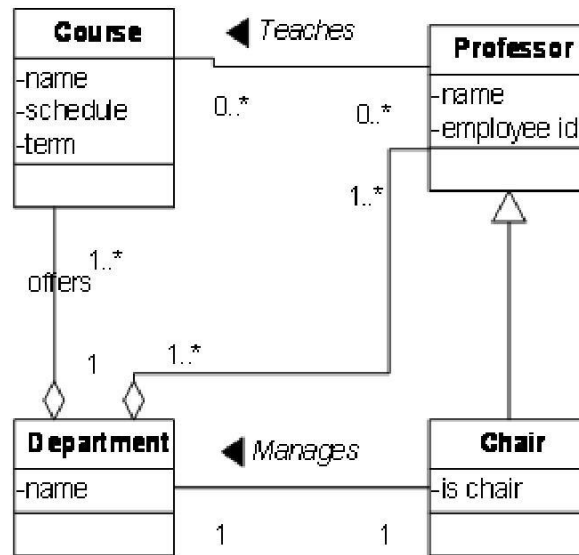 Course
-name
-schedule
-term
Teaches
0..*
0..*
Professor
-name
-employee id
1..*
1..*
offers
1
1..*
Department
-name
Manages
1
1
Chair
-is chair